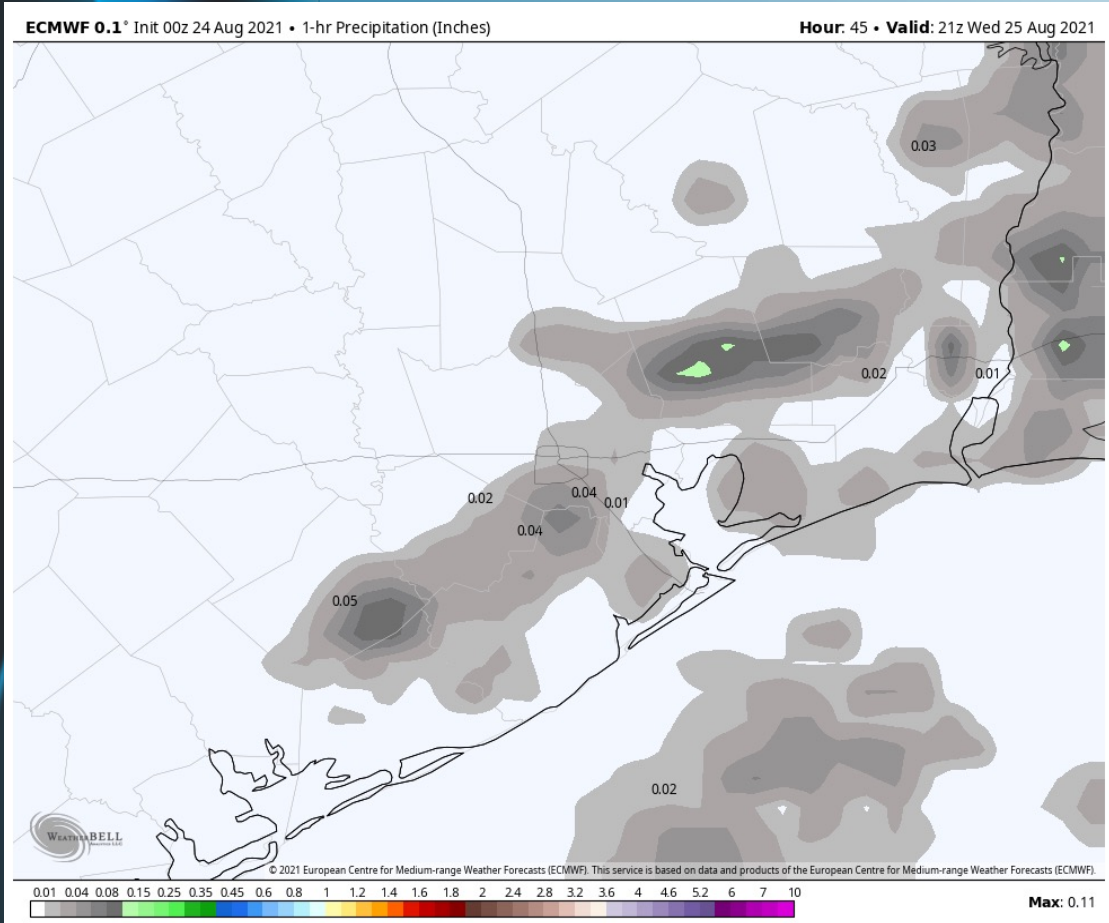 ECMWF 0.1° Init 00z 24 Aug 2021 • 1-hr Precipitation (Inches) Hour: 45 • Valid: 21z Wed 25 Aug 2021
0.03
0.02 0.01
0.02 0.04 0.01
0.04
0.05
0.02
WEATHERBELL
ANALYTICS LLC
© 2021 European Centre for Medium-range Weather Forecasts (ECMWF). This service is based on data and products of the European Centre for Medium-range Weather Forecasts (ECMWF).
0.01 0.04 0.08 0.15 0.25 0.35 0.45 0.6 0.8 1 1.2 1.4 1.6 1.8 2 2.4 2.8 3.2 3.6 4 4.6 5.2 6 7 10
Max: 0.11